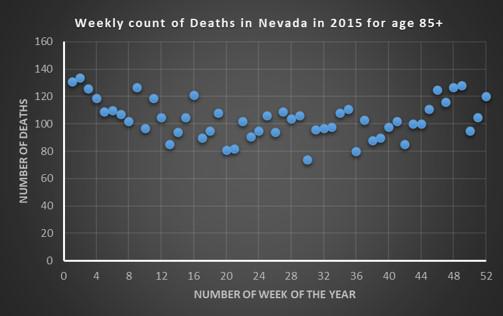 Weekly count of Deaths in Nevada in 2015 for age 85+
160
140
120
100
80
60
40
20
0
NUMBER OF DEATHS
0 4 8 12 16 20 24 28 32 36 40 44 48 52
NUMBER OF WEEK OF THE YEAR